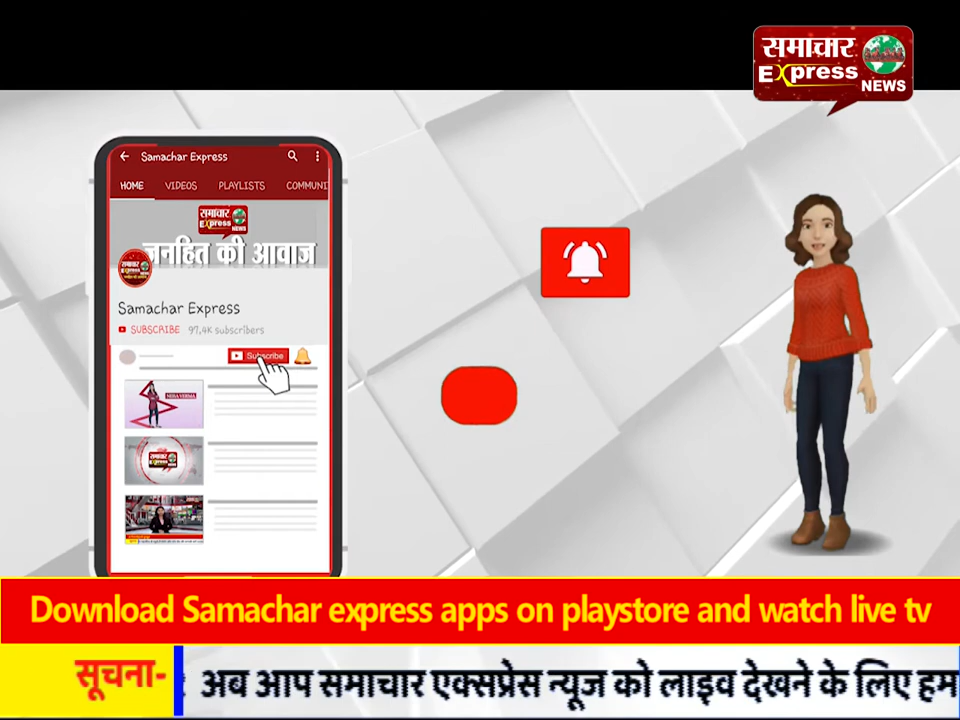 समाचार
Express
NEWS
Samachar Express
HOME VIDEOS PLAYLISTS COMMUNI
समाचार
Express
NEWS
जनहित की आवाज
Samachar Express
SUBSCRIBE 97.4K subscribers
Subscribe
Download Samachar express apps on playstore and watch live tv
सूचना- अब आप समाचार एक्सप्रेस न्यूज को लाइव देखने के लिए हम